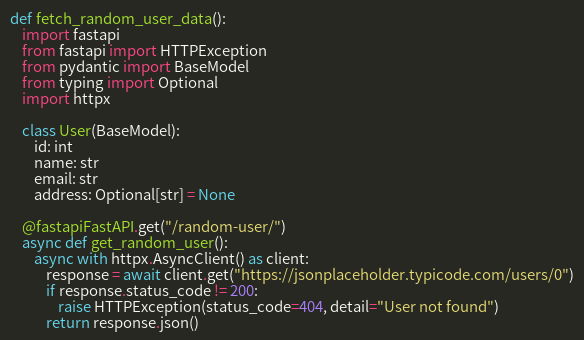 def fetch_random_user_data():
    import fastapi
    from fastapi import HTTPException
    from pydantic import BaseModel
    from typing import Optional
    import httpx

    class User(BaseModel):
        id: int
        name: str
        email: str
        address: Optional[str] = None

    @fastapiFastAPI.get("/random-user/")
    async def get_random_user():
        async with httpx.AsyncClient() as client:
            response = await client.get("https://jsonplaceholder.typicode.com/users/0")
            if response.status_code != 200:
                raise HTTPException(status_code=404, detail="User not found")
            return response.json()